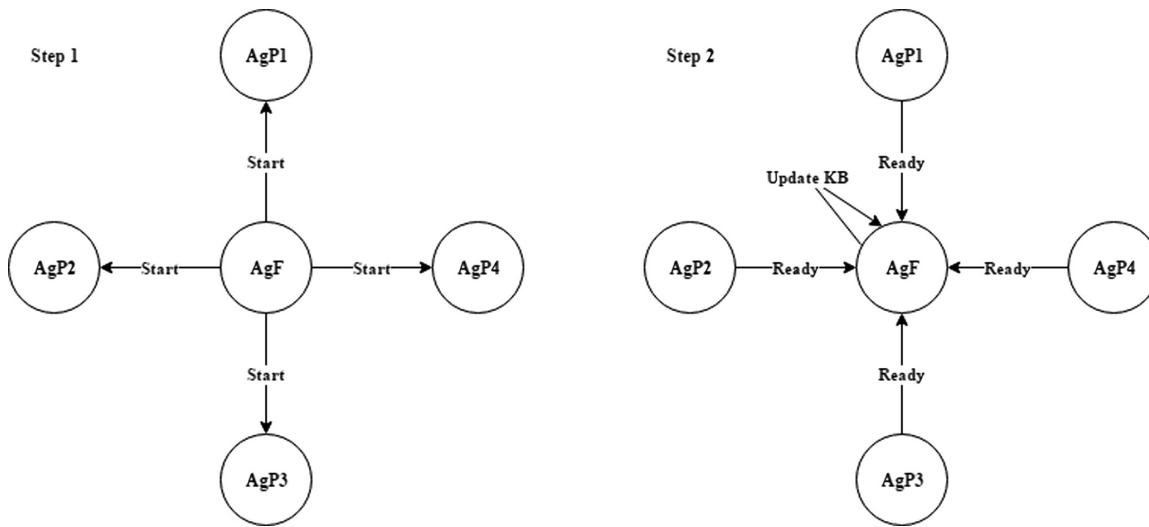 Step 1
AgP1
Start
AgP2
Start
AgF
Start
AgP4
Start
AgP3
Step 2
AgP1
Ready
Update KB
AgP2
Ready
AgF
Ready
AgP4
Ready
AgP3